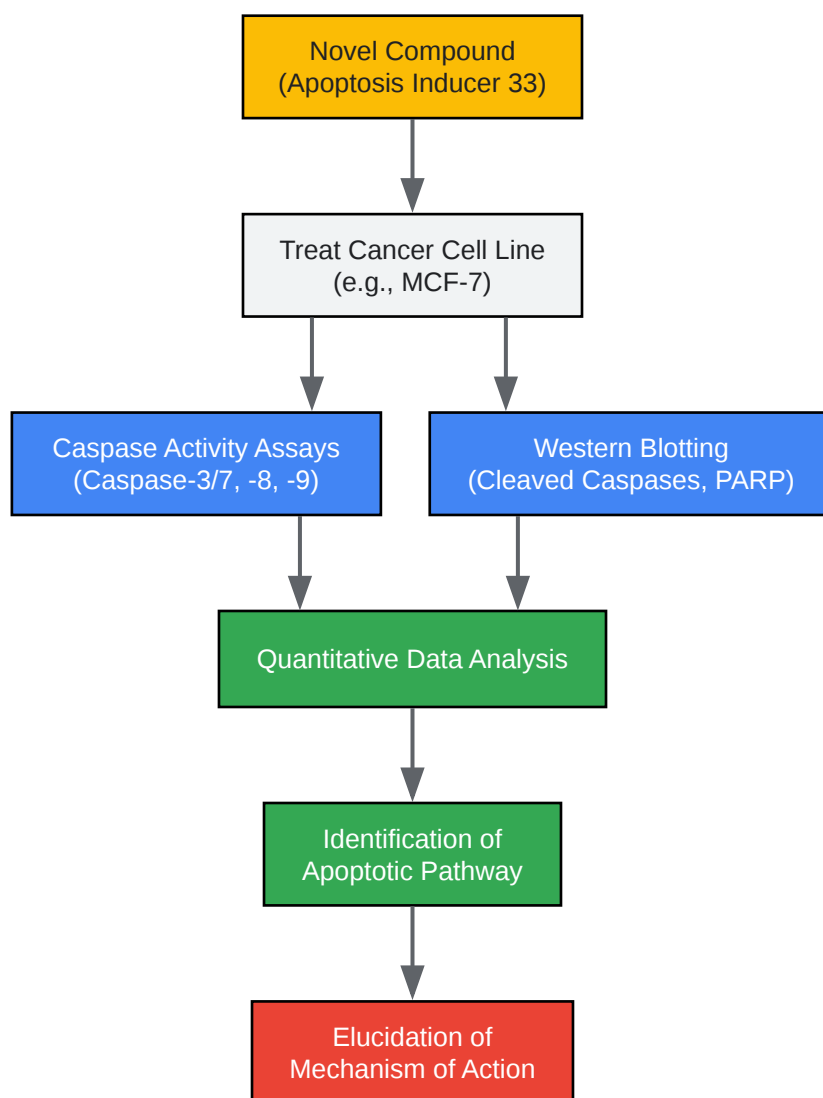 Novel Compound
(Apoptosis Inducer 33)
Treat Cancer Cell Line
(e.g., MCF-7)
Caspase Activity Assays
(Caspase-3/7, -8, -9)
Western Blotting
(Cleaved Caspases, PARP)
Quantitative Data Analysis
Identification of
Apoptotic Pathway
Elucidation of
Mechanism of Action